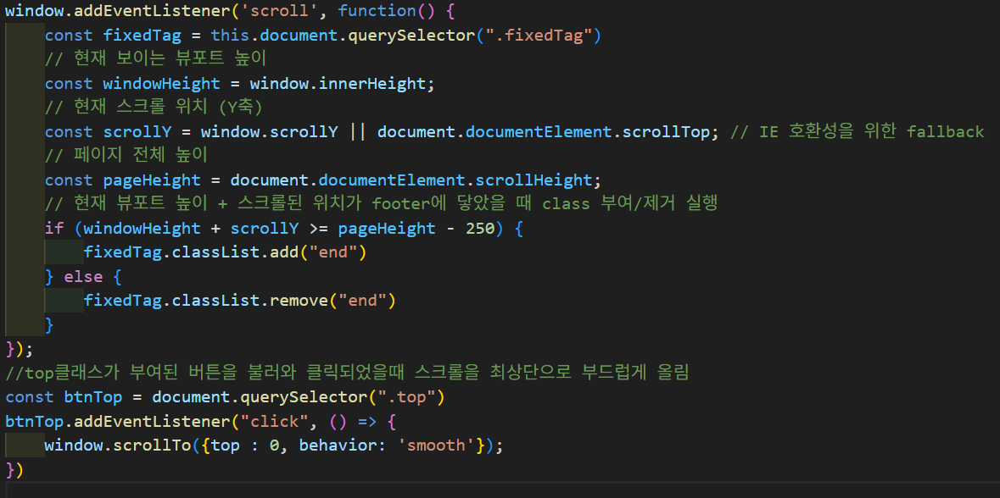 window.addEventListener('scroll', function() {
    const fixedTag = this.document.querySelector(".fixedTag")
    // 현재 보이는 뷰포트 높이
    const windowHeight = window.innerHeight;
    // 현재 스크롤 위치 (Y축)
    const scrollY = window.scrollY || document.documentElement.scrollTop; // IE 호환성을 위한 fallback
    // 페이지 전체 높이
    const pageHeight = document.documentElement.scrollHeight;
    // 현재 뷰포트 높이 + 스크롤된 위치가 footer에 닿았을 때 class 부여/제거 실행
    if (windowHeight + scrollY >= pageHeight - 250) {
        fixedTag.classList.add("end")
    } else {
        fixedTag.classList.remove("end")
    }
});
//top클래스가 부여된 버튼을 불러와 클릭되었을때 스크롤을 최상단으로 부드럽게 올림
const btnTop = document.querySelector(".top")
btnTop.addEventListener("click", () => {
    window.scrollTo({top : 0, behavior: 'smooth'});
})